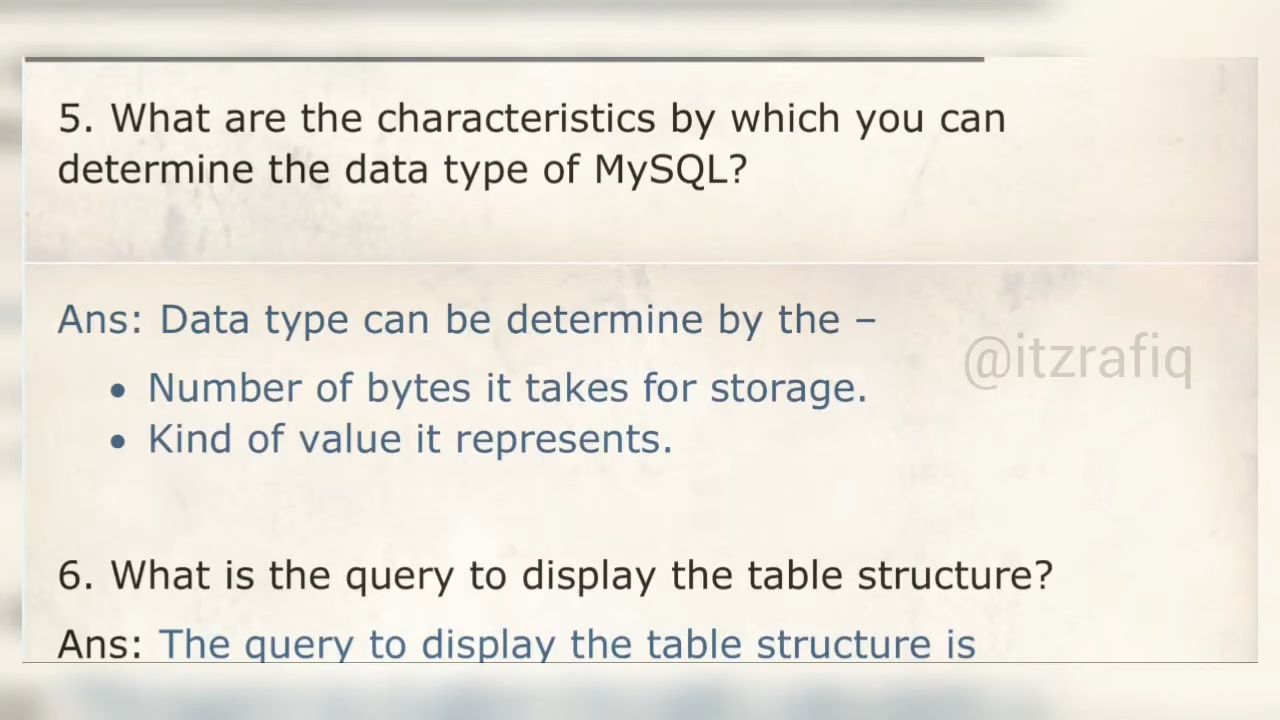 5. What are the characteristics by which you can
determine the data type of MySQL?
Ans: Data type can be determine by the –
@itzrafiq
• Number of bytes it takes for storage.
• Kind of value it represents.
6. What is the query to display the table structure?
Ans: The query to display the table structure is